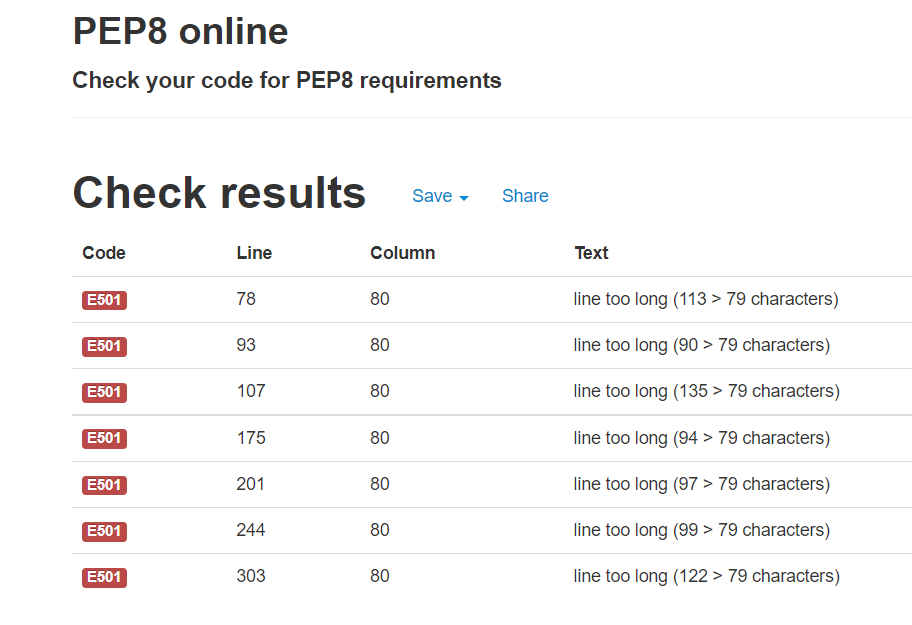 PEP8 online
Check your code for PEP8 requirements
Check results Save Share
Code Line Column Text
E501 78 80 line too long (113 > 79 characters)
E501 93 80 line too long (90 > 79 characters)
E501 107 80 line too long (135 > 79 characters)
E501 175 80 line too long (94 > 79 characters)
E501 201 80 line too long (97 > 79 characters)
E501 244 80 line too long (99 > 79 characters)
E501 303 80 line too long (122 > 79 characters)